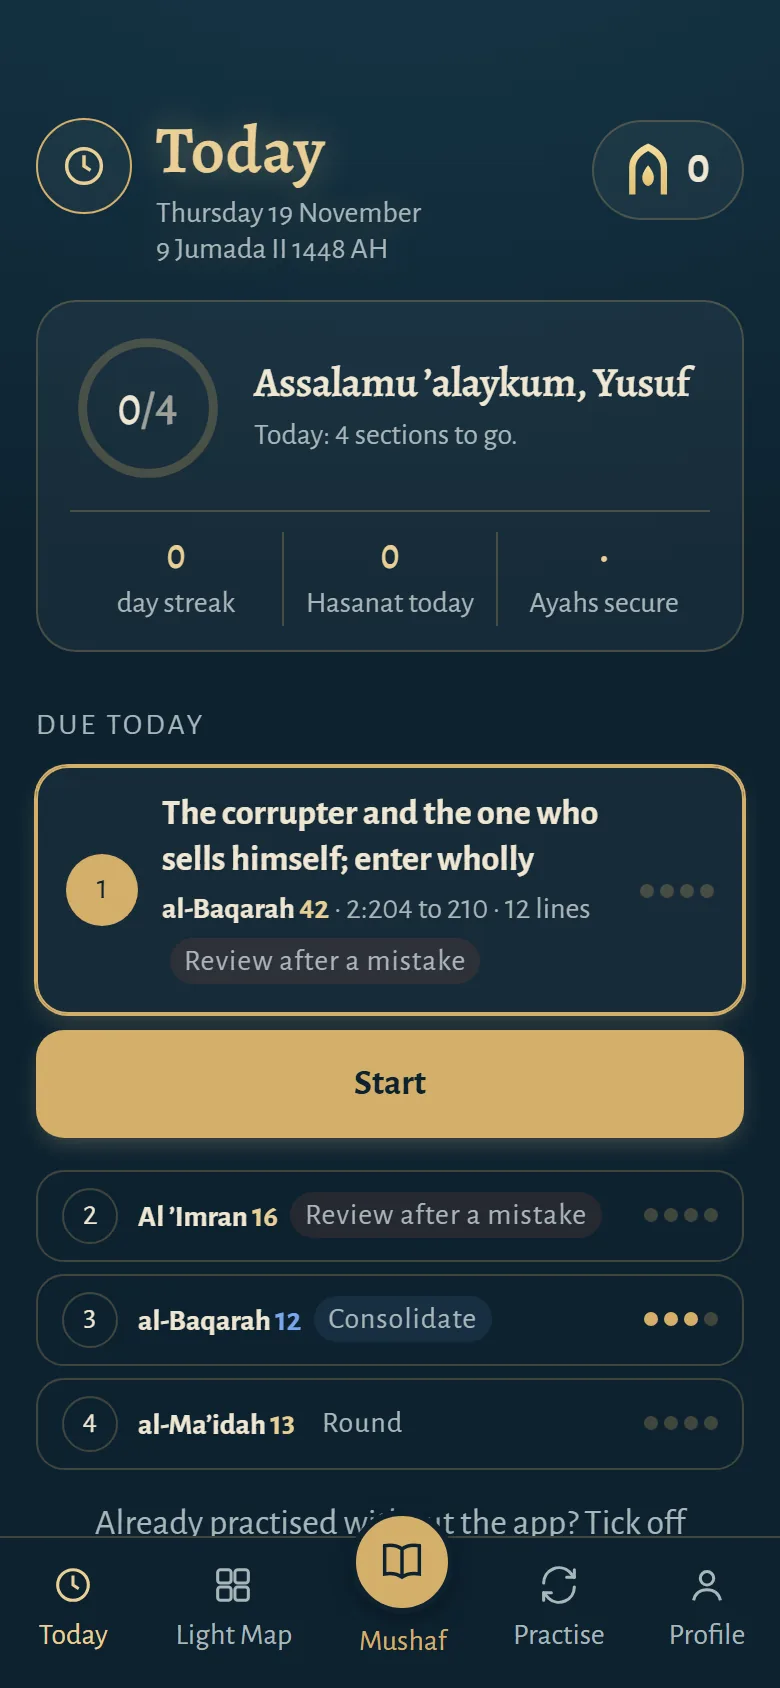 Today
Thursday 19 November
9 Jumada II 1448 AH
0
0/4
Assalamu ’alaykum, Yusuf
Today: 4 sections to go.
0
day streak
0
Hasanat today
·
Ayahs secure
DUE TODAY
1
The corrupter and the one who
sells himself; enter wholly
al-Baqarah 42 · 2:204 to 210 · 12 lines
Review after a mistake
Start
2 Al ’Imran 16 Review after a mistake
3 al-Baqarah 12 Consolidate
4 al-Ma’idah 13 Round
Already practised the app? Tick off
Today
Light Map
Mushaf
Practise
Profile